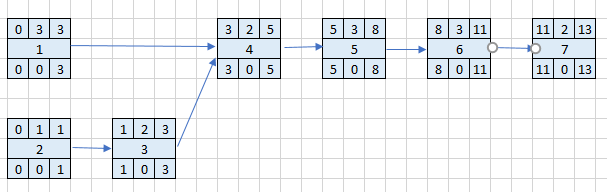 0 3 3
1
0 0 3
3 2 5
4
3 0 5
5 3 8
5
5 0 8
8 3 11
6
8 0 11
11 2 13
7
11 0 13
0 1 1
2
0 0 1
1 2 3
3
1 0 3